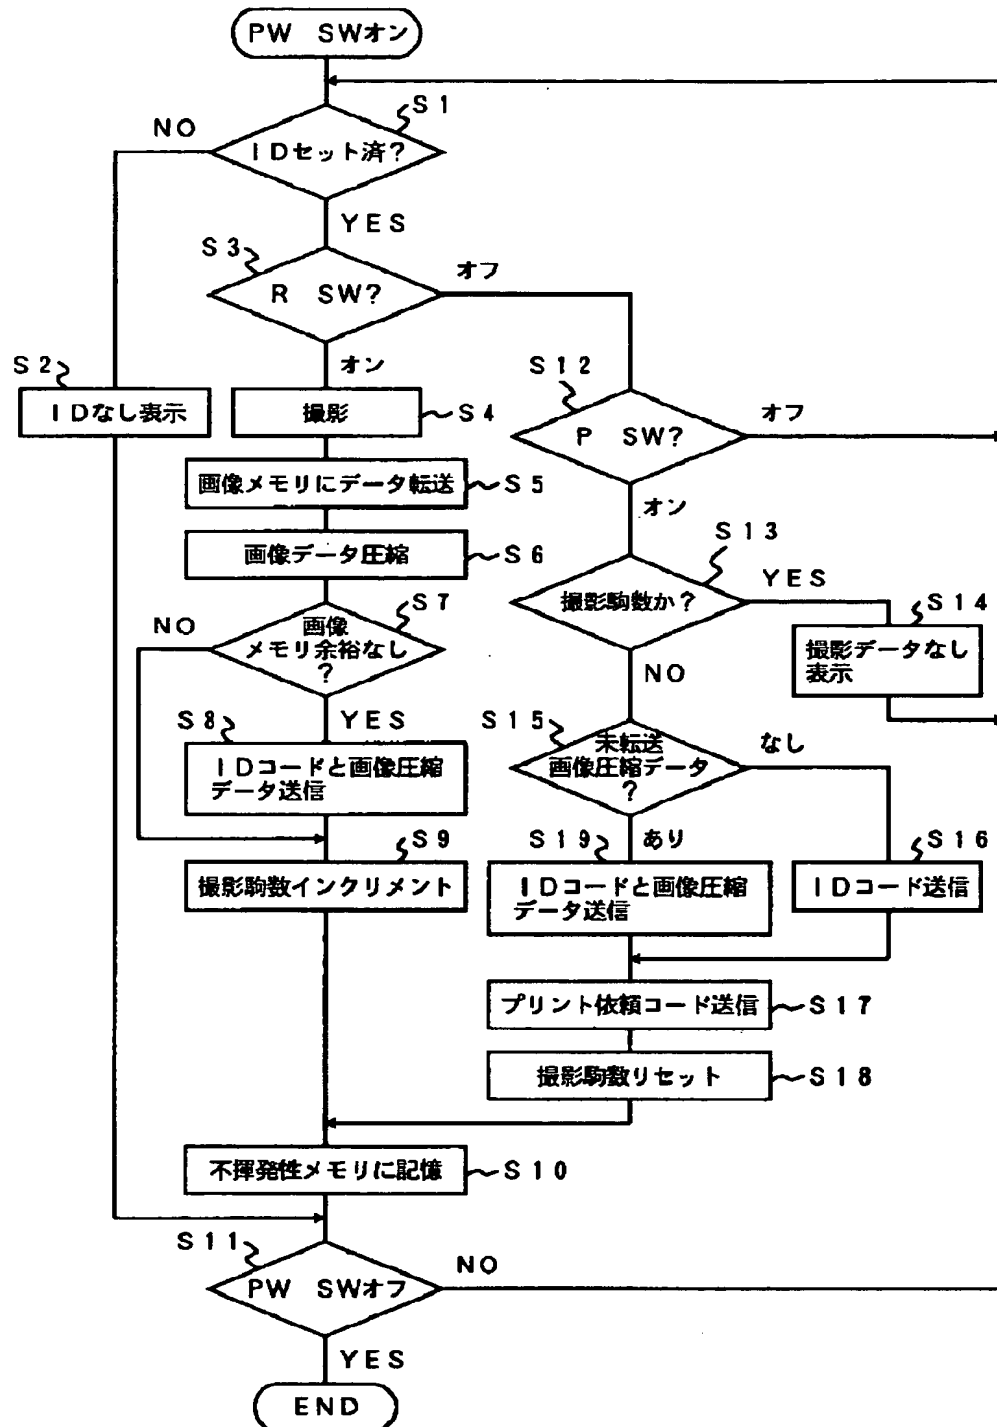 PW SWオン
S1
NO
IDセット済?
YES
S3
オフ
R SW?
S2
オン
S12
IDなし表示
撮影
S4
P SW?
オフ
画像メモリにデータ転送
S5
オン
S13
画像データ圧縮
S6
YES
撮影駒数か?
S7
S14
NO
画像
メモリ余裕なし
?
撮影データなし
表示
NO
S8
YES
S15
未転送
画像圧縮データ
?
なし
IDコードと画像圧縮
データ送信
S9
S19
あり
S16
撮影駒数インクリメント
IDコードと画像圧縮
データ送信
IDコード送信
プリント依頼コード送信
S17
撮影駒数リセット
S18
不揮発性メモリに記憶
S10
S11
NO
PW SWオフ
YES
END